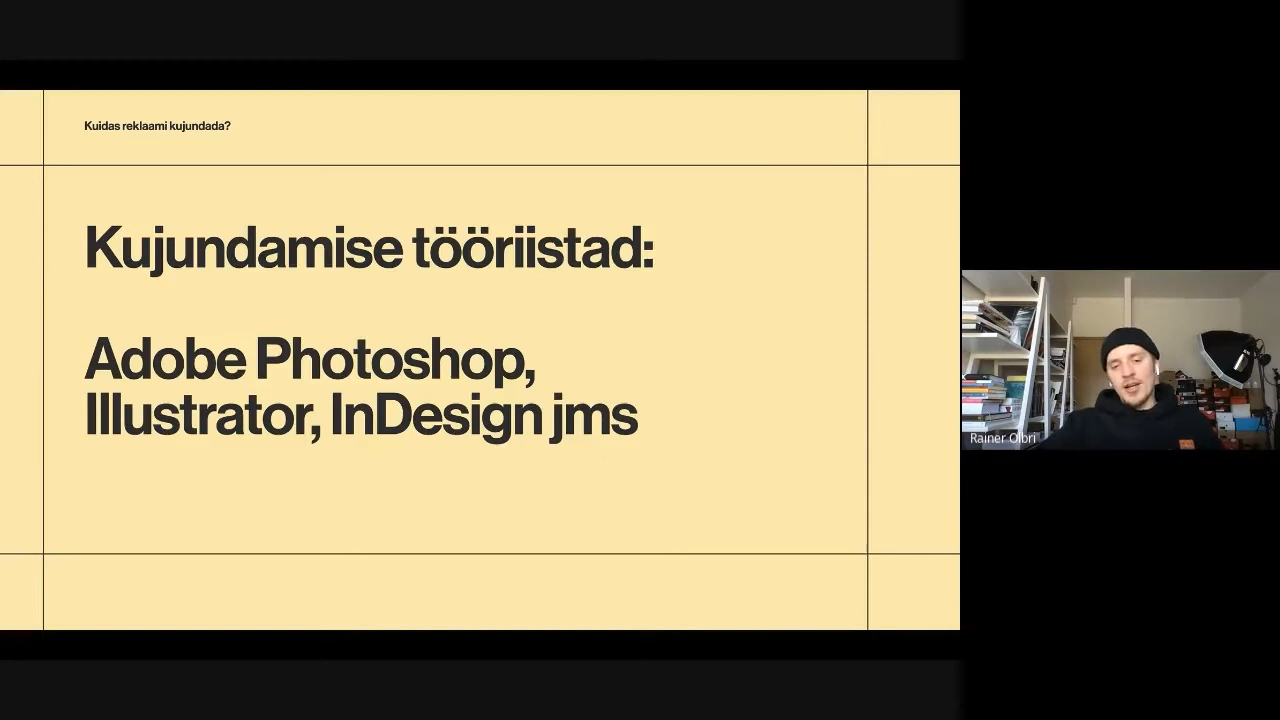 Kuidas reklaami kujundada?
Kujundamise tööriistad:
Adobe Photoshop,
Illustrator, InDesign jms
Rainer Olbri